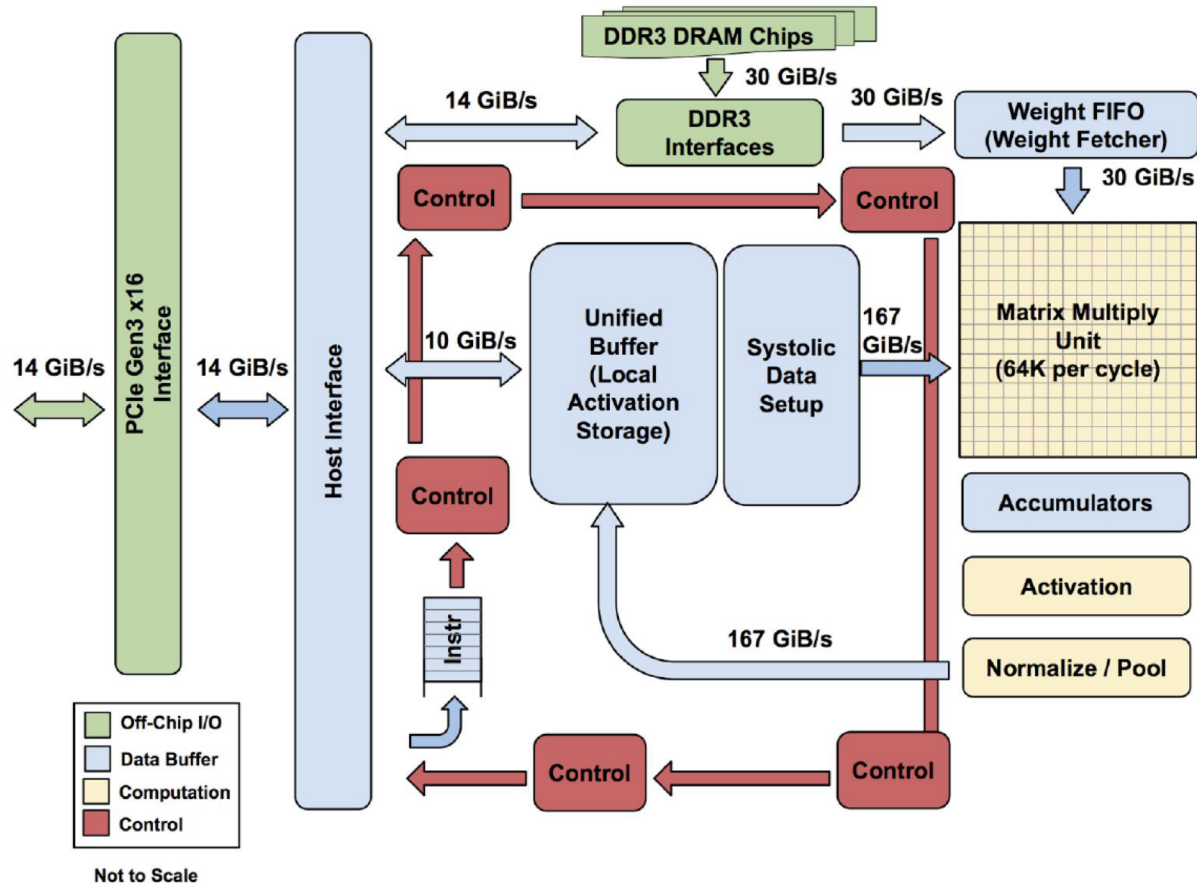 DDR3 DRAM Chips
30 GiB/s
14 GiB/s
DDR3
Interfaces
30 GiB/s
Weight FIFO
(Weight Fetcher)
30 GiB/s
Control
Control
PCIe Gen3 x16
Interface
14 GiB/s
14 GiB/s
Host Interface
10 GiB/s
Unified
Buffer
(Local
Activation
Storage)
Systolic
Data
Setup
167
GiB/s
Matrix Multiply
Unit
(64K per cycle)
Control
Accumulators
Activation
Instr
167 GiB/s
Normalize / Pool
Control
Control
Off-Chip I/O
Data Buffer
Computation
Control
Not to Scale